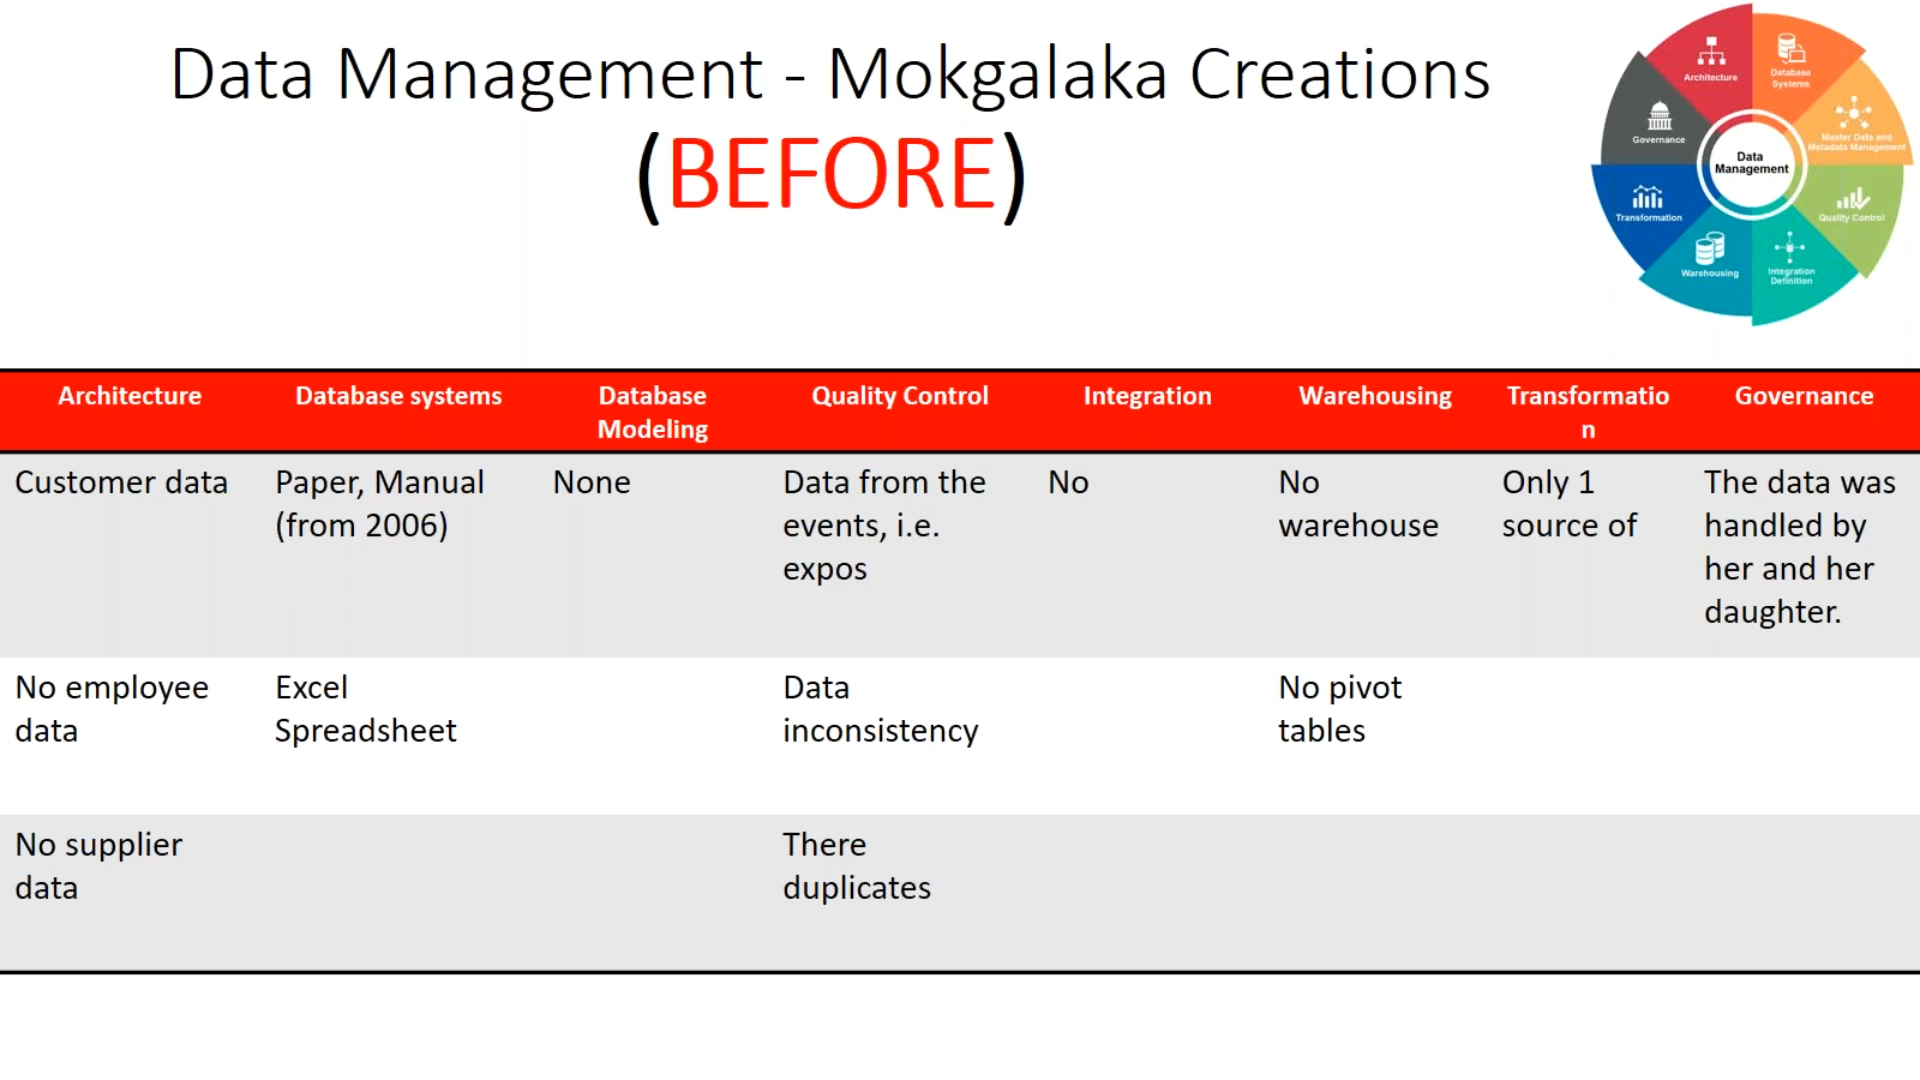 Data Management - Mokgalaka Creations
(BEFORE)
Architecture
Database
Systems
Governance
Master Data and
Metadata Management
Data
Management
Transformation
Quality Control
Warehousing
Integration
Definition
Architecture
Database systems
Database
Modeling
Quality Control
Integration
Warehousing
Transformatio
n
Governance
Customer data
Paper, Manual
(from 2006)
None
Data from the
events, i.e.
expos
No
No
warehouse
Only 1
source of
The data was
handled by
her and her
daughter.
No employee
data
Excel
Spreadsheet
Data
inconsistency
No pivot
tables
No supplier
data
There
duplicates